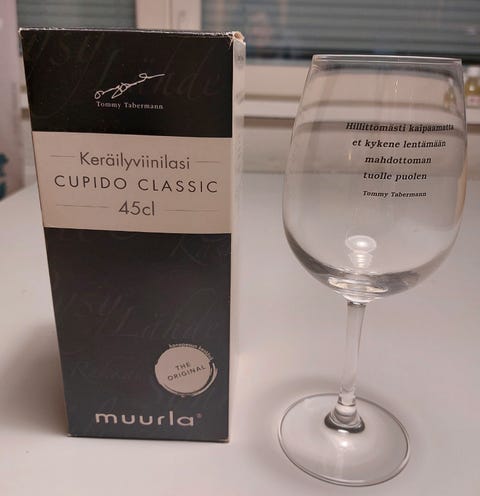 Tommy Tabermann
Keräilyviinilasi
CUPIDO CLASSIC
45cl
THE
ORIGINAL
muurla®
Hillittömästi kaipaamatta
et kykene lentämään
mahdottoman
tuolle puolen
Tommy Tabermann